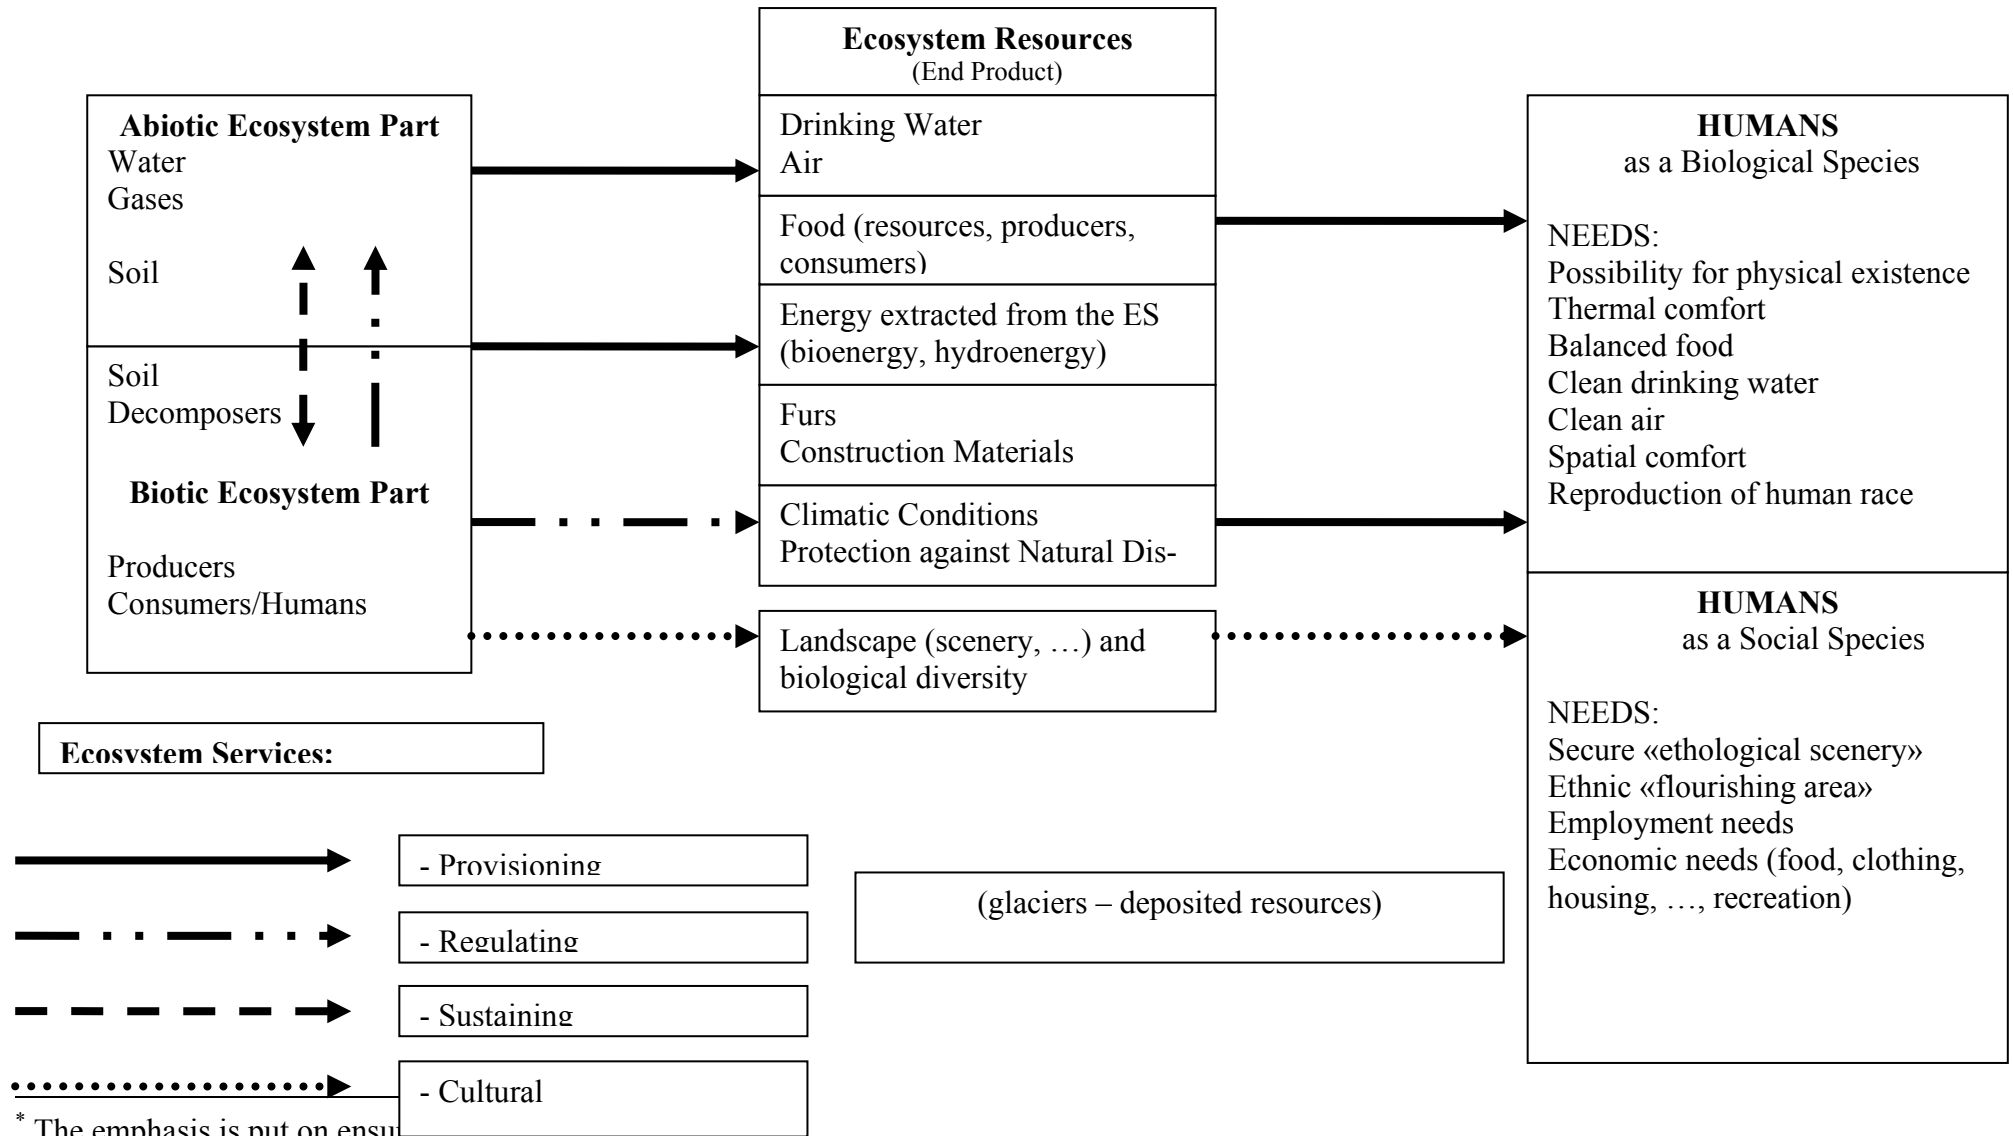 Ecosystem Resources
(End Product)
Abiotic Ecosystem Part
Water
Gases
Soil
Soil
Decomposers
Biotic Ecosystem Part
Producers
Consumers/Humans
Drinking Water
Air
Food (resources, producers,
consumers)
Energy extracted from the ES
(bioenergy, hydroenergy)
Furs
Construction Materials
Climatic Conditions
Protection against Natural Dis-
Landscape (scenery, …) and
biological diversity
HUMANS
as a Biological Species
NEEDS:
Possibility for physical existence
Thermal comfort
Balanced food
Clean drinking water
Clean air
Spatial comfort
Reproduction of human race
HUMANS
as a Social Species
NEEDS:
Secure «ethological scenery»
Ethnic «flourishing area»
Employment needs
Economic needs (food, clothing,
housing, …, recreation)
Ecosystem Services:
- Provisioning
- Regulating
- Sustaining
- Cultural
(glaciers – deposited resources)
* The emphasis is put on